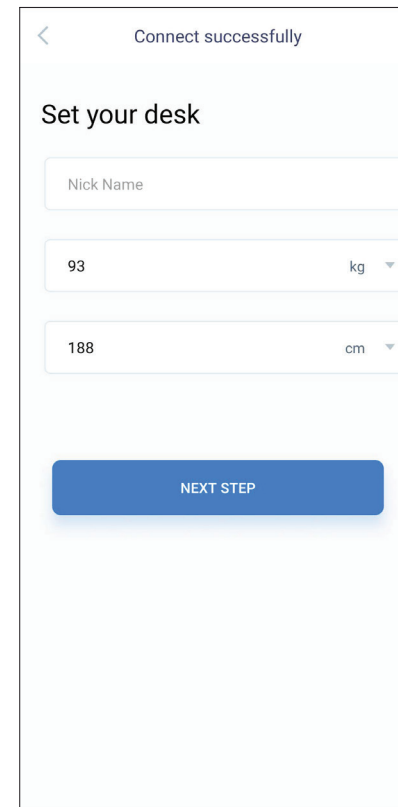 Connect successfully
Set your desk
Nick Name
93 kg
188 cm
NEXT STEP